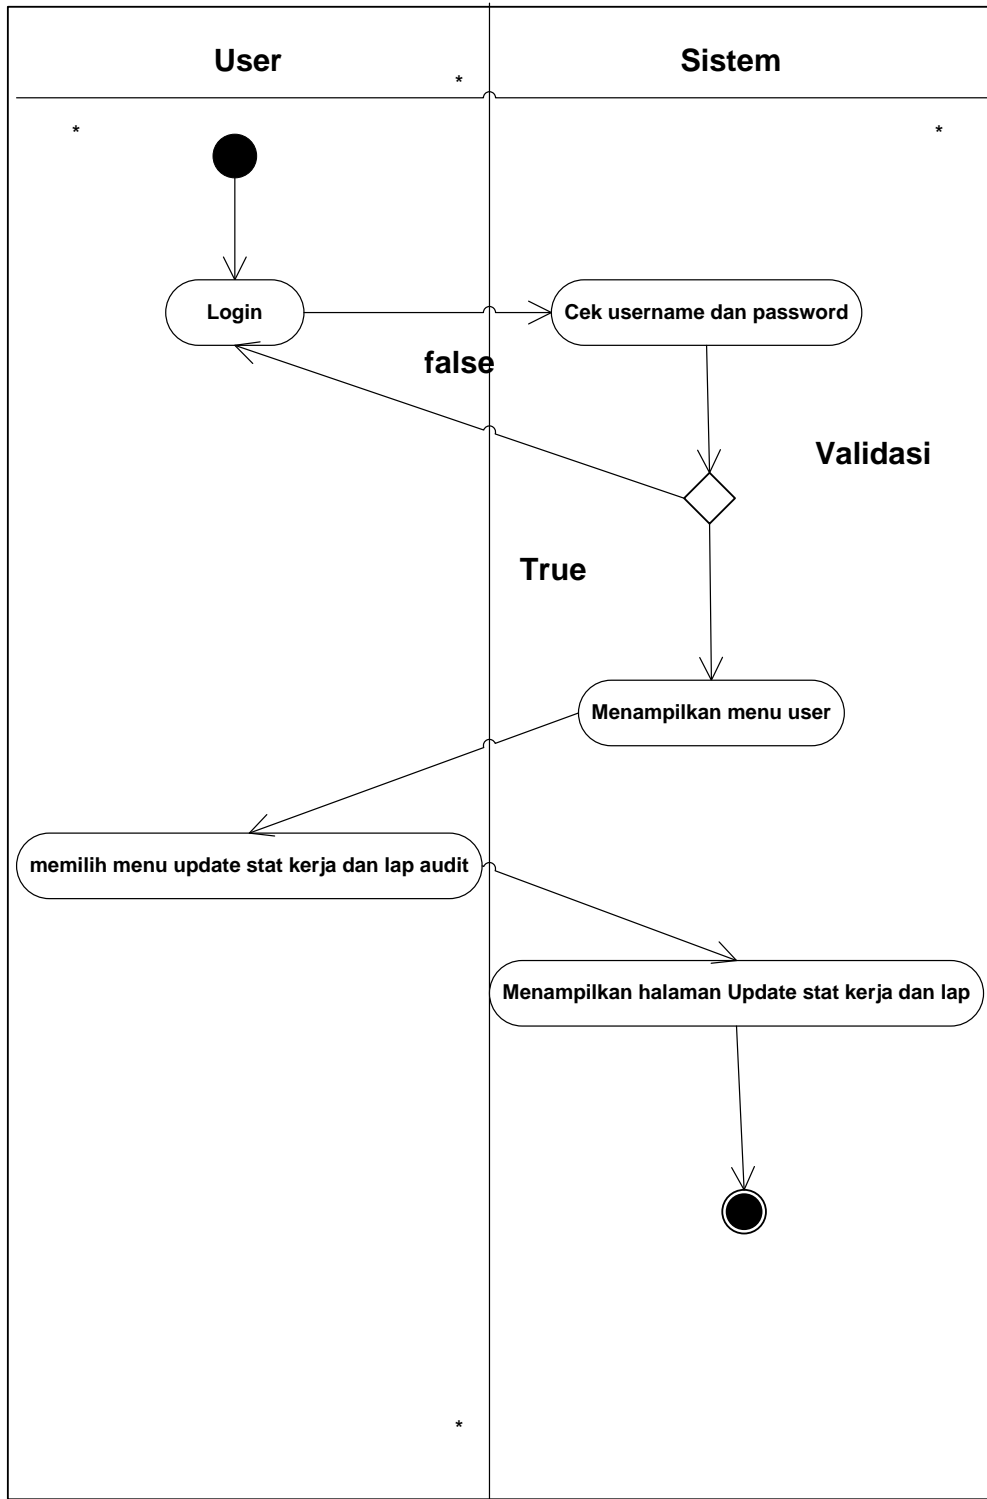 User
Sistem
*
*
*
Login
Cek username dan password
false
Validasi
True
Menampilkan menu user
memilih menu update stat kerja dan lap audit
Menampilkan halaman Update stat kerja dan lap
*